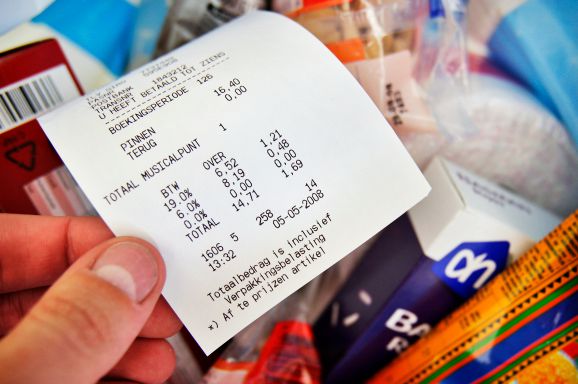 POSTBANK
TRANSNR 1843212
U HEEFT BETAALD TOT ZIENS
BOEKINGSPERIODE 126
PINNEN 16,40
TERUG 0,00
TOTAAL MUSICALPUNT 1
BTW OVER
19.0% 6,52 1,21
6.0% 8,19 0,48
0.0% 0,00 0,00
TOTAAL 14,71 1,69
1606 5 258 14
13:32 05-05-2008
Totaalbedrag is inclusief
Verpakkingsbelasting
*) Af te prijzen artikel